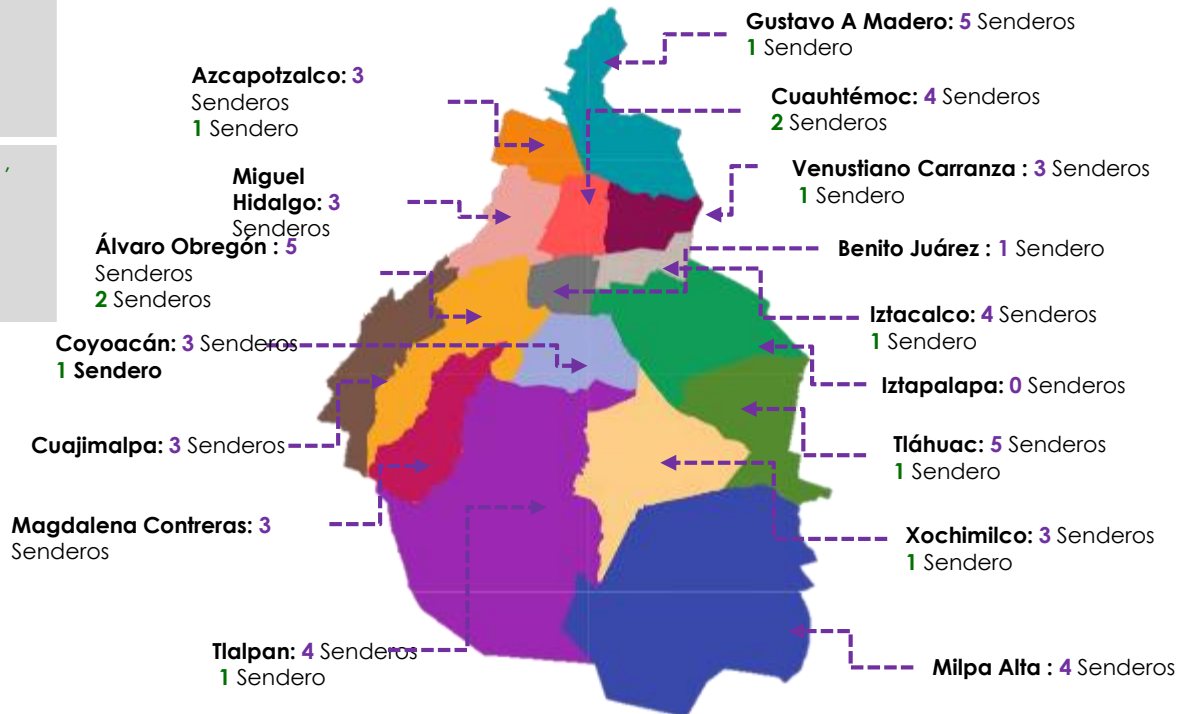 Gustavo A Madero: 5 Senderos
1 Sendero
Azcapotzalco: 3
Senderos
1 Sendero
Cuauhtémoc: 4 Senderos
2 Senderos
Venustiano Carranza : 3 Senderos
1 Sendero
Miguel
Hidalgo: 3
Senderos
Álvaro Obregón : 5
Senderos
2 Senderos
Benito Juárez : 1 Sendero
Iztacalco: 4 Senderos
1 Sendero
Coyoacán: 3 Senderos
1 Sendero
Iztapalapa: 0 Senderos
Cuajimalpa: 3 Senderos
Tláhuac: 5 Senderos
1 Sendero
Magdalena Contreras: 3
Senderos
Xochimilco: 3 Senderos
1 Sendero
Tlalpan: 4 Senderos
1 Sendero
Milpa Alta : 4 Senderos